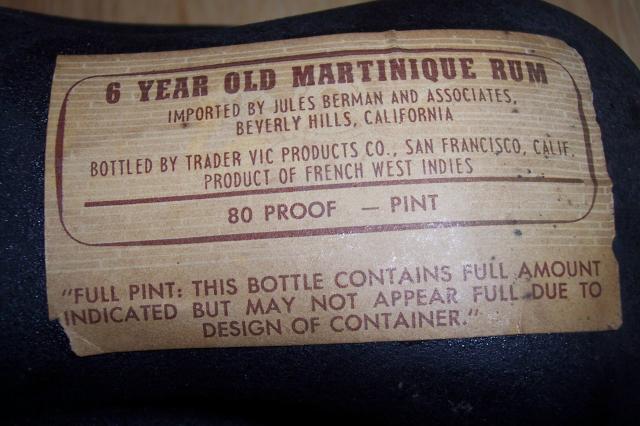 6 YEAR OLD MARTINIQUE RUM
IMPORTED BY JULES BERMAN AND ASSOCIATES,
BEVERLY HILLS, CALIFORNIA
BOTTLED BY TRADER VIC PRODUCTS CO., SAN FRANCISCO, CALIF.
PRODUCT OF FRENCH WEST INDIES
80 PROOF — PINT
"FULL PINT: THIS BOTTLE CONTAINS FULL AMOUNT
INDICATED BUT MAY NOT APPEAR FULL DUE TO
DESIGN OF CONTAINER."